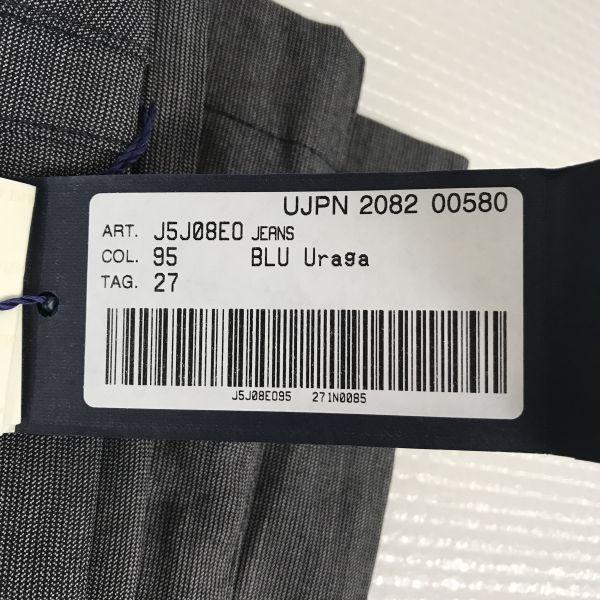 UJPN 2082 00580
ART. J5J08E0 JEANS
COL. 95 BLU Uraga
TAG. 27
J5J08E095 271N0085